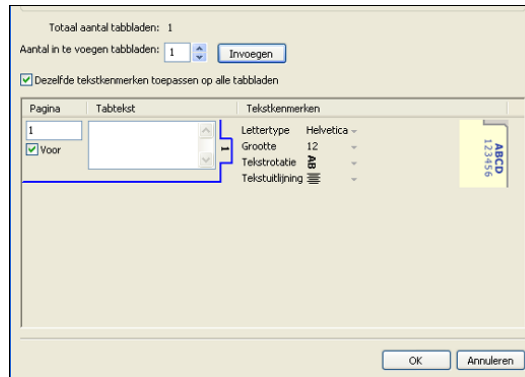 Totaal aantal tabbladen: 1
Aantal in te voegen tabbladen: 1 Invoegen
Dezelfde tekstkenmerken toepassen op alle tabbladen
Pagina Tabtekst Tekstkenmerken
1
Voor
1
Lettertype Helvetica
Grootte 12
Tekstrotatie AB
Tekstuitlijning
ABCD
123456
OK Annuleren